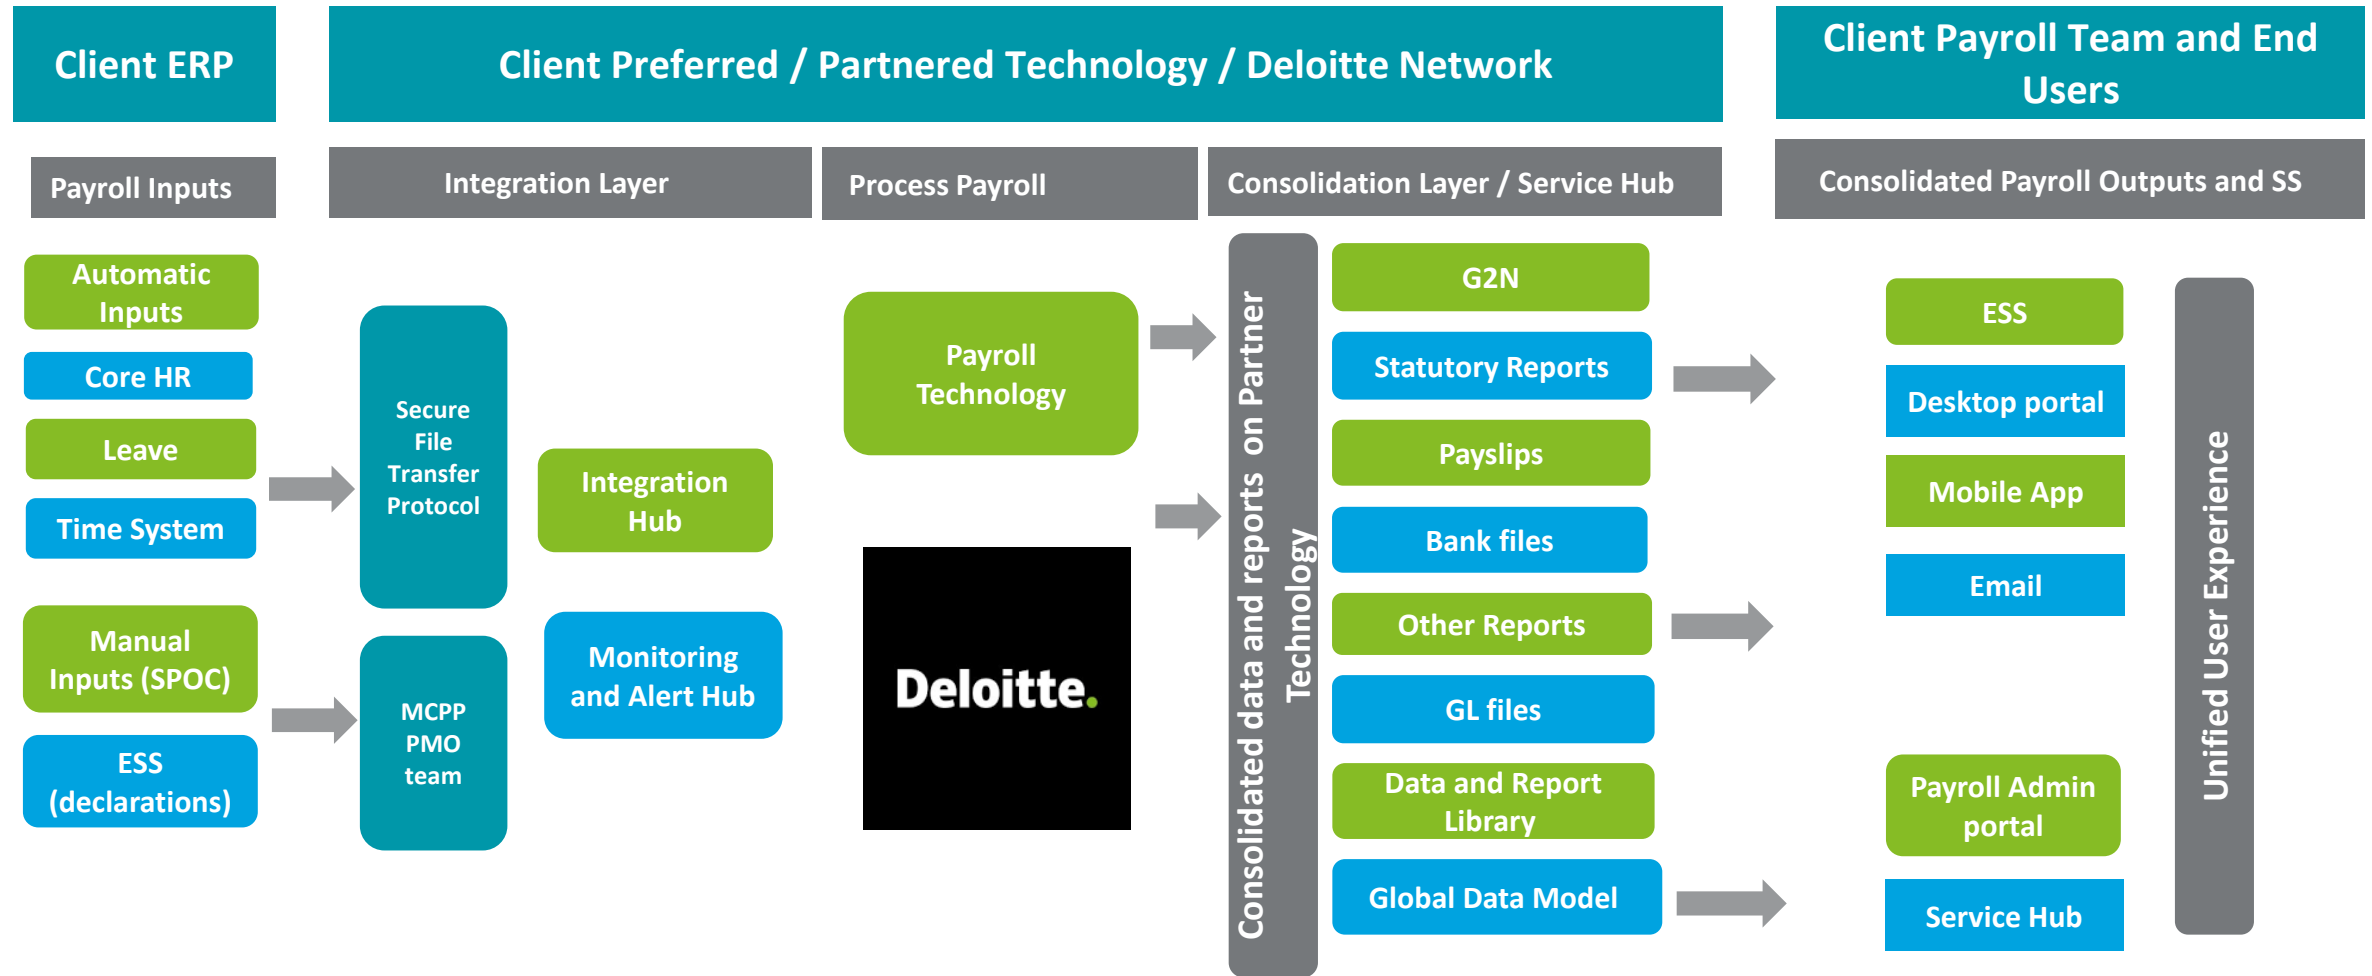 Client ERP
Client Preferred / Partnered Technology / Deloitte Network
Client Payroll Team and End
Users
Payroll Inputs
Integration Layer
Process Payroll
Consolidation Layer / Service Hub
Consolidated Payroll Outputs and SS
Automatic
Inputs
Core HR
Leave
Time System
Manual
Inputs (SPOC)
ESS
(declarations)
Secure
File
Transfer
Protocol
MCPP
PMO
team
Integration
Hub
Monitoring
and Alert Hub
Payroll
Technology
Deloitte.
Consolidated data and reports on Partner
Technology
G2N
Statutory Reports
Payslips
Bank files
Other Reports
GL files
Data and Report
Library
Global Data Model
ESS
Desktop portal
Mobile App
Email
Payroll Admin
portal
Service Hub
Unified User Experience